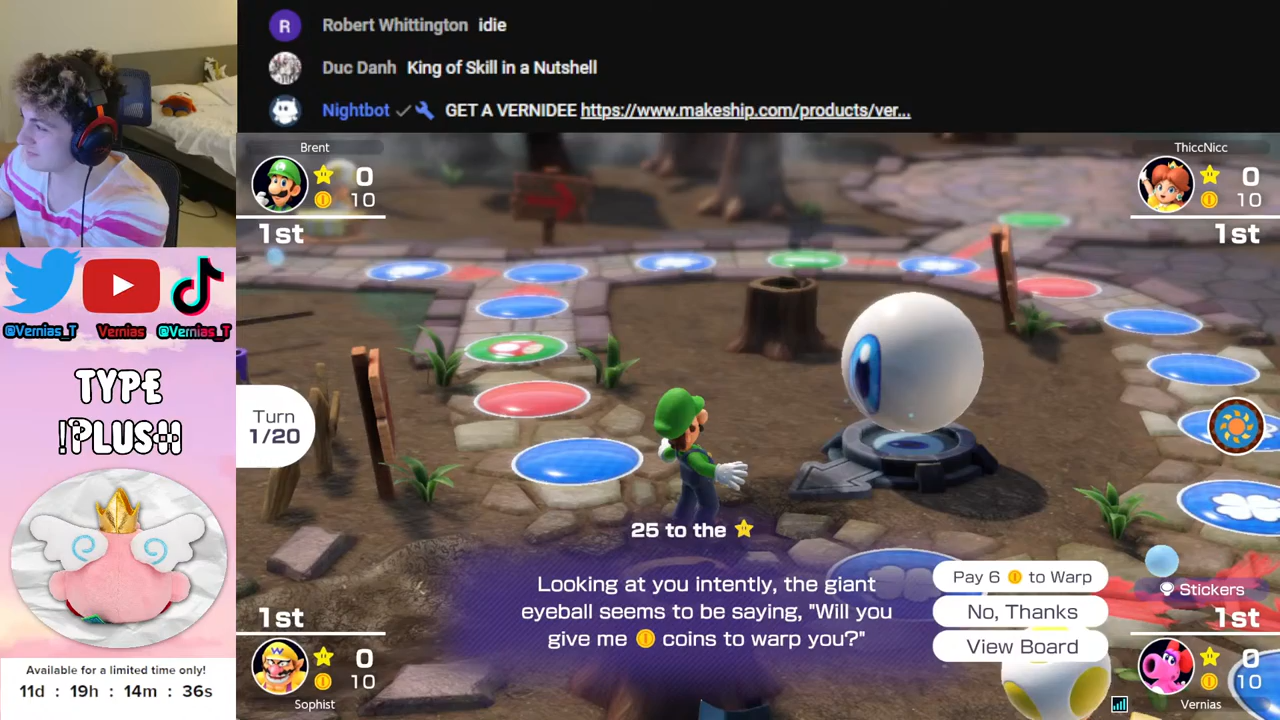 Robert Whittington idie
Duc Danh King of Skill in a Nutshell
Nightbot GET A VERNIDEE https://www.makeship.com/products/ver...
Brent
0
10
1st
ThiccNicc
0
10
1st
@Vernias_T
Vernias
@Vernias_T
TYPE
!PLUSH
Turn
1/20
25 to the
Looking at you intently, the giant
eyeball seems to be saying, "Will you
give me coins to warp you?"
Pay 6 to Warp
No, Thanks
View Board
Stickers
1st
0
10
Sophist
1st
0
10
Vernias
Available for a limited time only!
11d : 19h : 14m : 36s